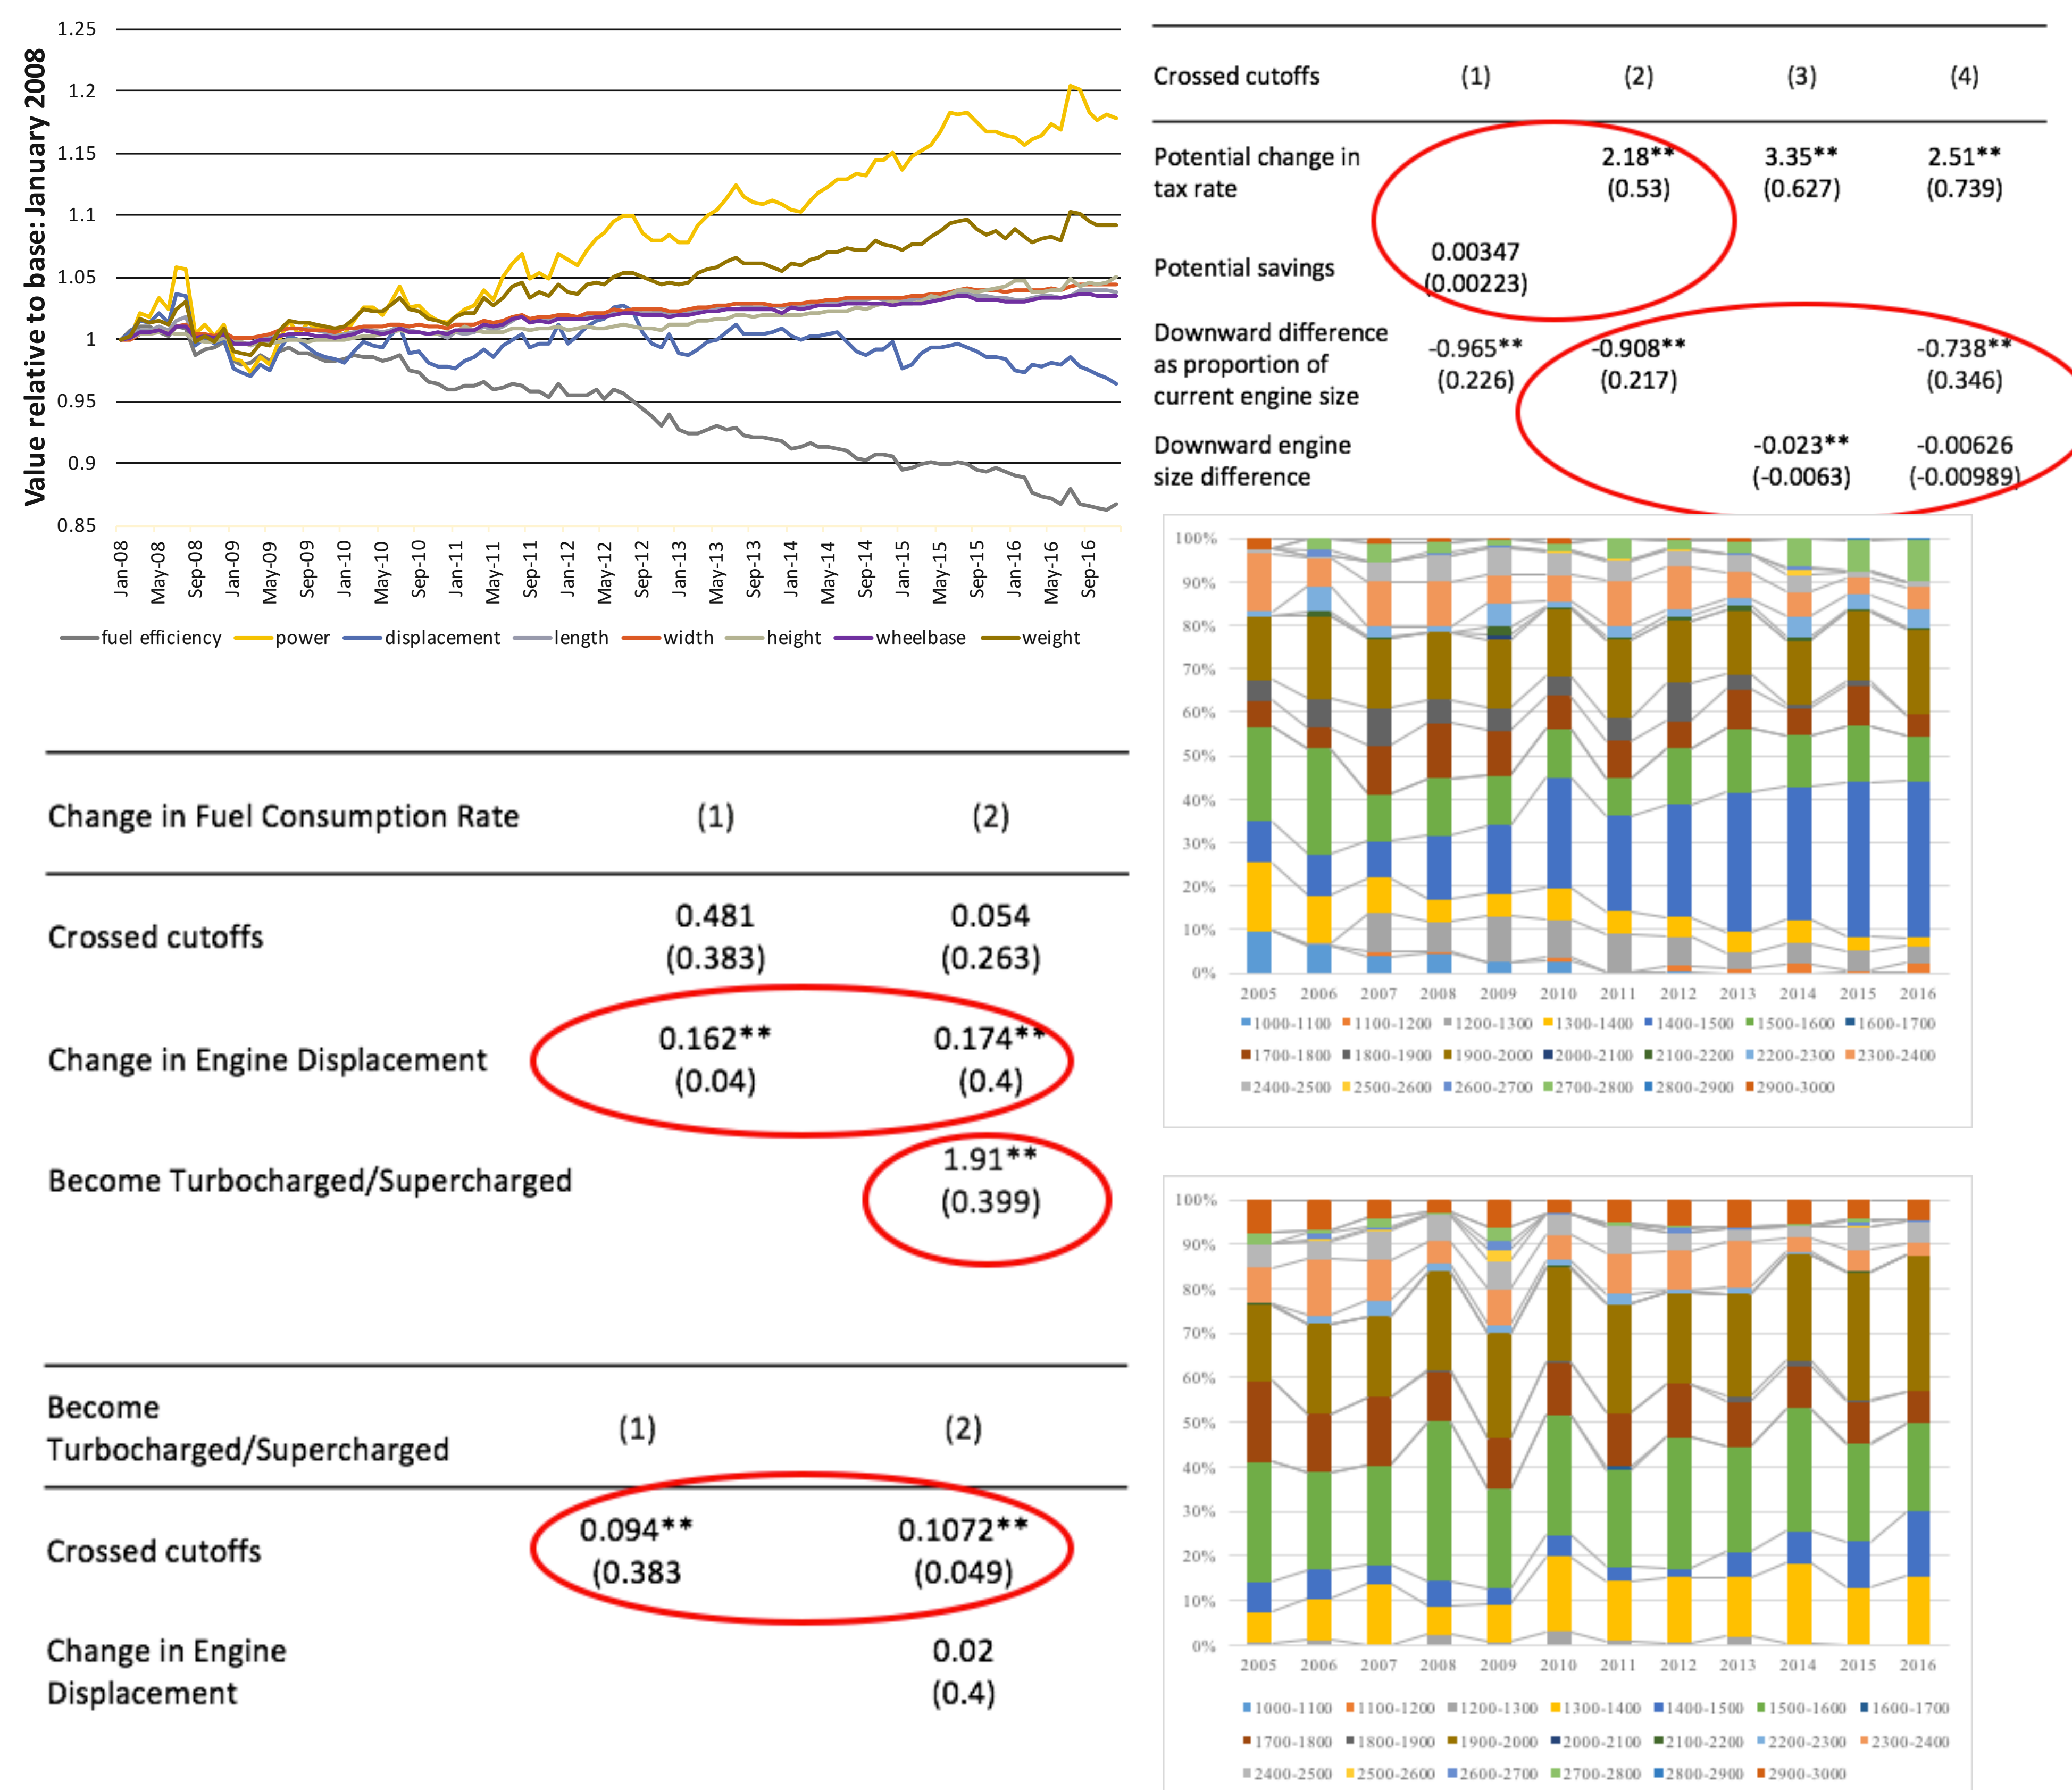 Value relative to base: January 2008
1.25
1.2
1.15
1.1
1.05
1
0.95
0.9
0.85
Jan-08 May-08 Sep-08 Jan-09 May-09 Sep-09 Jan-10 May-10 Sep-10 Jan-11 May-11 Sep-11 Jan-12 May-12 Sep-12 Jan-13 May-13 Sep-13 Jan-14 May-14 Sep-14 Jan-15 May-15 Sep-15 Jan-16 May-16 Sep-16
fuel efficiency power displacement length width height wheelbase weight
Crossed cutoffs (1) (2) (3) (4)
Potential change in 2.18** 3.35** 2.51**
tax rate (0.53) (0.627) (0.739)
0.00347
Potential savings
(0.00223)
Downward difference
-0.965** -0.908** -0.738**
as proportion of
(0.226) (0.217) (0.346)
current engine size
Downward engine -0.023** -0.00626
size difference (-0.0063) (-0.00989)
100%
90%
80%
70%
60%
50%
40%
30%
20%
10%
0%
2005 2006 2007 2008 2009 2010 2011 2012 2013 2014 2015 2016
1000-1100 1100-1200 1200-1300 1300-1400 1400-1500 1500-1600 1600-1700
1700-1800 1800-1900 1900-2000 2000-2100 2100-2200 2200-2300 2300-2400
2400-2500 2500-2600 2600-2700 2700-2800 2800-2900 2900-3000
Change in Fuel Consumption Rate (1) (2)
0.481 0.054
Crossed cutoffs
(0.383) (0.263)
0.162** 0.174**
Change in Engine Displacement
(0.04) (0.4)
1.91**
Become Turbocharged/Supercharged
(0.399)
Become
Turbocharged/Supercharged (1) (2)
0.094** 0.1072**
Crossed cutoffs
(0.383 (0.049)
Change in Engine 0.02
Displacement (0.4)
100%
90%
80%
70%
60%
50%
40%
30%
20%
10%
0%
2005 2006 2007 2008 2009 2010 2011 2012 2013 2014 2015 2016
1000-1100 1100-1200 1200-1300 1300-1400 1400-1500 1500-1600 1600-1700
1700-1800 1800-1900 1900-2000 2000-2100 2100-2200 2200-2300 2300-2400
2400-2500 2500-2600 2600-2700 2700-2800 2800-2900 2900-3000